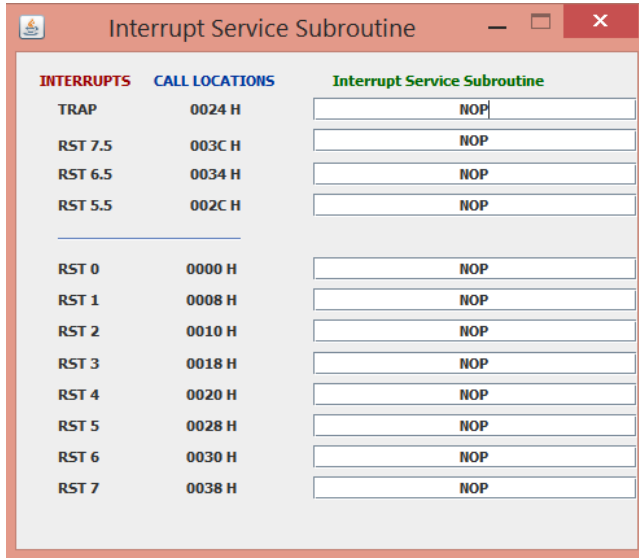 Interrupt Service Subroutine
INTERRUPTS CALL LOCATIONS Interrupt Service Subroutine
TRAP 0024 H NOP
RST 7.5 003C H NOP
RST 6.5 0034 H NOP
RST 5.5 002C H NOP
RST 0 0000 H NOP
RST 1 0008 H NOP
RST 2 0010 H NOP
RST 3 0018 H NOP
RST 4 0020 H NOP
RST 5 0028 H NOP
RST 6 0030 H NOP
RST 7 0038 H NOP